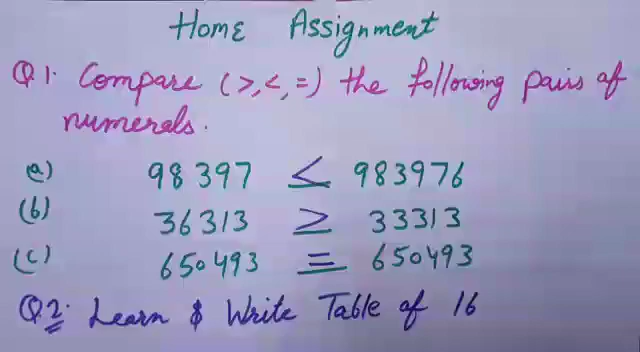 Home Assignment
Q1. Compare (>,<,=) the following pairs of
numerals.
(a) 98397 < 983976
(b) 36313 > 33313
(c) 650493 = 650493
Q2. Learn & Write Table of 16